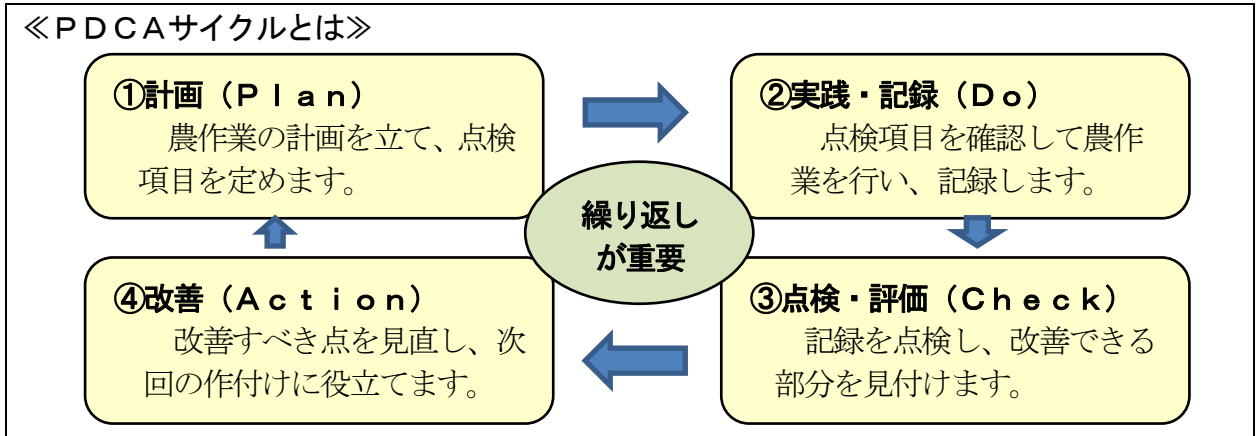 ≪PDCAサイクルとは≫
①計画（Plan）
農作業の計画を立て、点検
項目を定めます。
②実践・記録（Do）
点検項目を確認して農作
業を行い、記録します。
繰り返し
が重要
③点検・評価（Check）
記録を点検し、改善できる
部分を見付けます。
④改善（Action）
改善すべき点を見直し、次
回の作付けに役立てます。